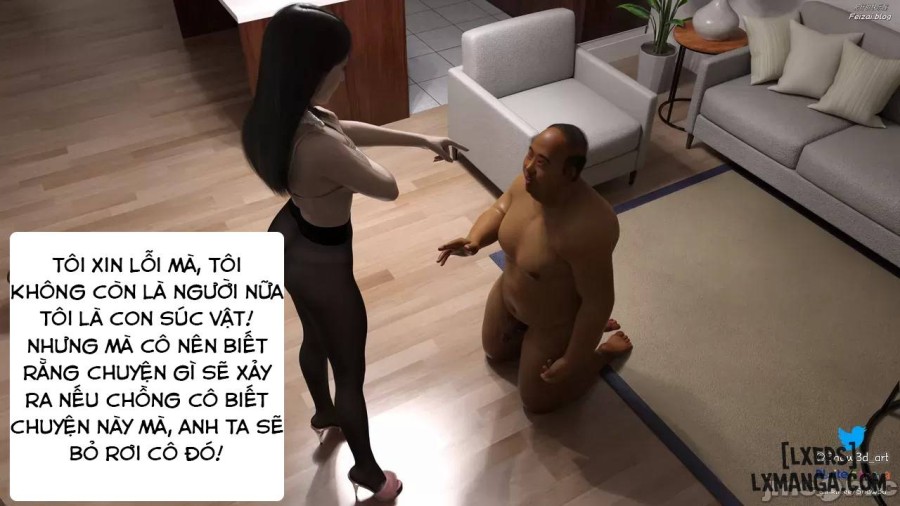 Feizai.blog
TÔI XIN LỖI MÀ, TÔI
KHÔNG CÒN LÀ NGƯỜI NỮA
TÔI LÀ CON SÚC VẬT!
NHƯNG MÀ CÔ NÊN BIẾT
RẰNG CHUYỆN GÌ SẼ XẢY
RA NẾU CHỒNG CÔ BIẾT
CHUYỆN NÀY MÀ, ANH TA SẼ
BỎ RƠI CÔ ĐÓ!
[LXERS]
LXMANGA.COM